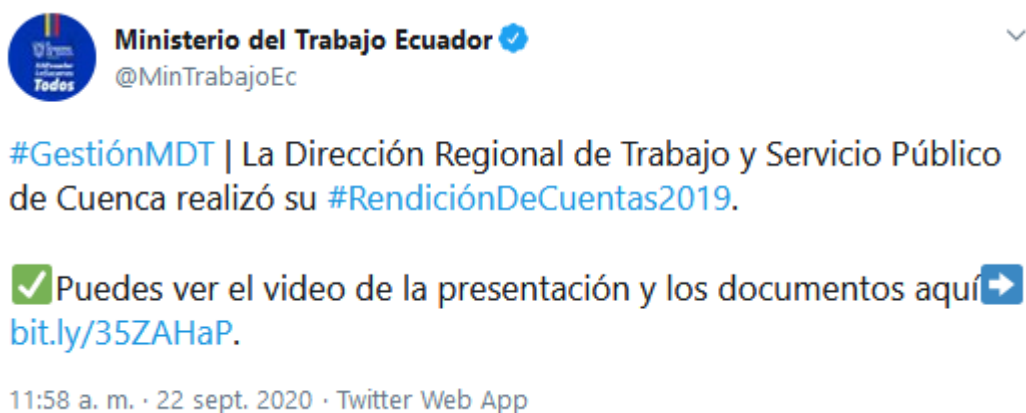 Ministerio del Trabajo Ecuador
@MinTrabajoEc
Todos
#GestiónMDT | La Dirección Regional de Trabajo y Servicio Público
de Cuenca realizó su #RendiciónDeCuentas2019.
✅Puedes ver el video de la presentación y los documentos aquí➡
bit.ly/35ZAHaP.
11:58 a. m. · 22 sept. 2020 · Twitter Web App